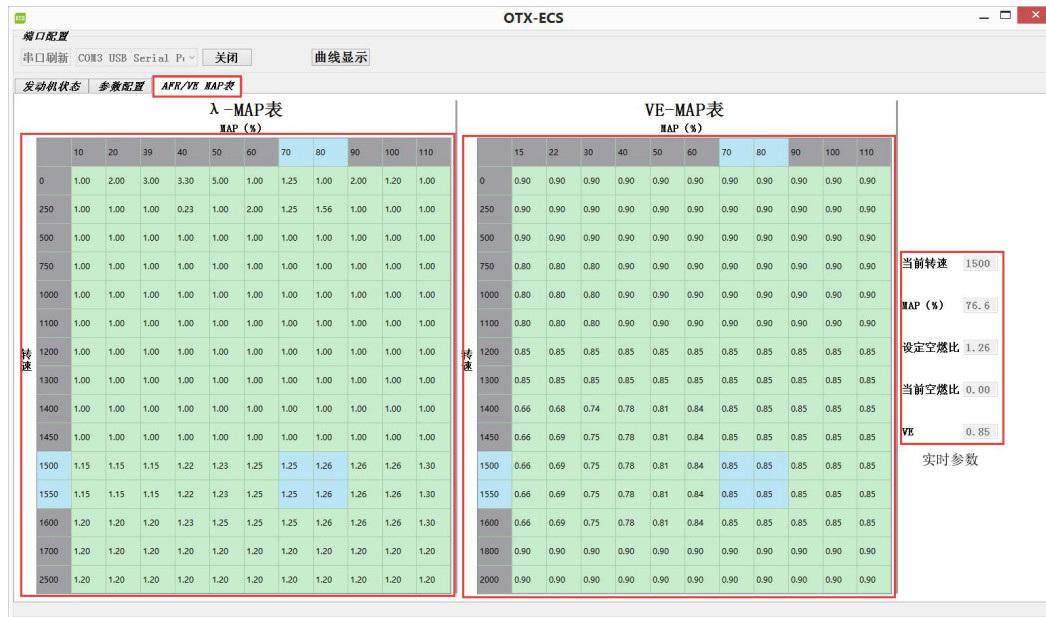 ECS OTX-ECS
端口配置
串口刷新 COM3 USB Serial P 关闭 曲线显示
发动机状态 参数配置 AFR/VE MAP表
λ-MAP表
MAP (%)
10 20 39 40 50 60 70 80 90 100 110
0 1.00 2.00 3.00 3.30 5.00 1.00 1.25 1.00 2.00 1.20 1.00
250 1.00 1.00 1.00 0.23 1.00 2.00 1.25 1.56 1.00 1.00 1.00
500 1.00 1.00 1.00 1.00 1.00 1.00 1.00 1.00 1.00 1.00 1.00
750 1.00 1.00 1.00 1.00 1.00 1.00 1.00 1.00 1.00 1.00 1.00
1000 1.00 1.00 1.00 1.00 1.00 1.00 1.00 1.00 1.00 1.00 1.00
1100 1.00 1.00 1.00 1.00 1.00 1.00 1.00 1.00 1.00 1.00 1.00
转速
1200 1.00 1.00 1.00 1.00 1.00 1.00 1.00 1.00 1.00 1.00 1.00
1300 1.00 1.00 1.00 1.00 1.00 1.00 1.00 1.00 1.00 1.00 1.00
1400 1.00 1.00 1.00 1.00 1.00 1.00 1.00 1.00 1.00 1.00 1.00
1450 1.00 1.00 1.00 1.00 1.00 1.00 1.00 1.00 1.00 1.00 1.00
1500 1.15 1.15 1.15 1.22 1.23 1.25 1.25 1.26 1.26 1.26 1.30
1550 1.15 1.15 1.15 1.22 1.23 1.25 1.25 1.26 1.26 1.26 1.30
1600 1.20 1.20 1.20 1.23 1.25 1.25 1.25 1.26 1.26 1.26 1.30
1700 1.20 1.20 1.20 1.20 1.20 1.20 1.20 1.20 1.20 1.20 1.20
2500 1.20 1.20 1.20 1.20 1.20 1.20 1.20 1.20 1.20 1.20 1.20
VE-MAP表
MAP (%)
15 22 30 40 50 60 70 80 90 100 110
0 0.90 0.90 0.90 0.90 0.90 0.90 0.90 0.90 0.90 0.90 0.90
250 0.90 0.90 0.90 0.90 0.90 0.90 0.90 0.90 0.90 0.90 0.90
500 0.90 0.90 0.90 0.90 0.90 0.90 0.90 0.90 0.90 0.90 0.90
750 0.80 0.80 0.80 0.90 0.90 0.90 0.90 0.90 0.90 0.90 0.90
1000 0.80 0.80 0.80 0.90 0.90 0.90 0.90 0.90 0.90 0.90 0.90
1100 0.80 0.80 0.80 0.90 0.90 0.90 0.90 0.90 0.90 0.90 0.90
转速
1200 0.85 0.85 0.85 0.85 0.85 0.85 0.85 0.85 0.85 0.85 0.85
1300 0.85 0.85 0.85 0.85 0.85 0.85 0.85 0.85 0.85 0.85 0.85
1400 0.66 0.68 0.74 0.78 0.81 0.84 0.85 0.85 0.85 0.85 0.85
1450 0.66 0.69 0.75 0.78 0.81 0.84 0.85 0.85 0.85 0.85 0.85
1500 0.66 0.69 0.75 0.78 0.81 0.84 0.85 0.85 0.85 0.85 0.85
1550 0.66 0.69 0.75 0.78 0.81 0.84 0.85 0.85 0.85 0.85 0.85
1600 0.66 0.69 0.75 0.78 0.81 0.84 0.85 0.85 0.85 0.85 0.85
1800 0.90 0.90 0.90 0.90 0.90 0.90 0.90 0.90 0.90 0.90 0.90
2000 0.90 0.90 0.90 0.90 0.90 0.90 0.90 0.90 0.90 0.90 0.90
当前转速 1500
MAP (%) 76.6
设定空燃比 1.26
当前空燃比 0.00
VE 0.85
实时参数